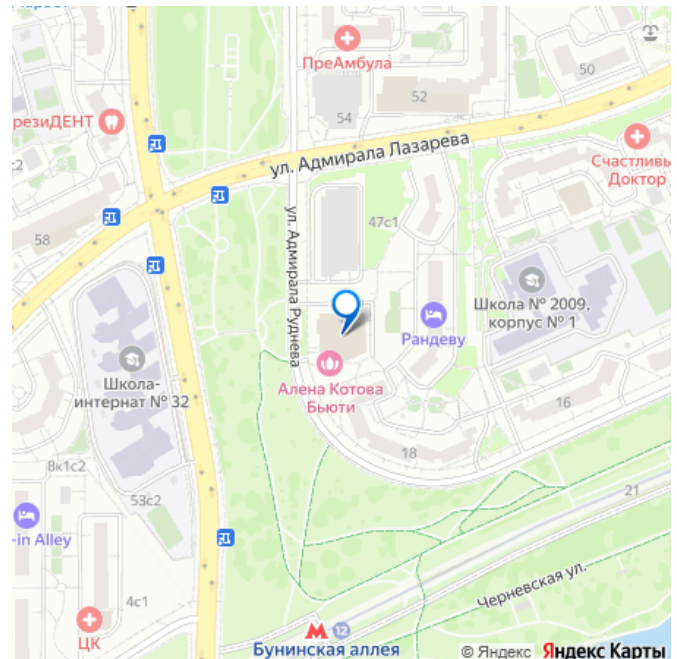 ПреАмбула
52
50
54
резиДЕНТ
ул. Адмирала Лазарева
Счастливы
Доктор
с2
58
47с1
ул. Адмирала Руднева
Школа № 2009,
корпус № 1
Рандеву
Школа-
интернат № 32
Алена Котова
Бьюти
16
18
8к1с2
53с2
21
-in Alley
Черневская ул.
4с1
ЦК
М 12
Бунинская аллея
© Яндекс Яндекс Карты